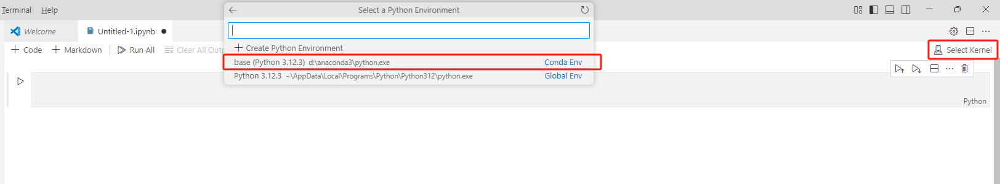 Terminal Help
Select a Python Environment
Welcome
Untitled-1.ipynb
Code
Markdown
Run All
Clear All Outp
Create Python Environment
Select Kernel
base (Python 3.12.3) d:\anaconda3\python.exe Conda Env
Python 3.12.3 ~\AppData\Local\Programs\Python\Python312\python.exe Global Env
Python